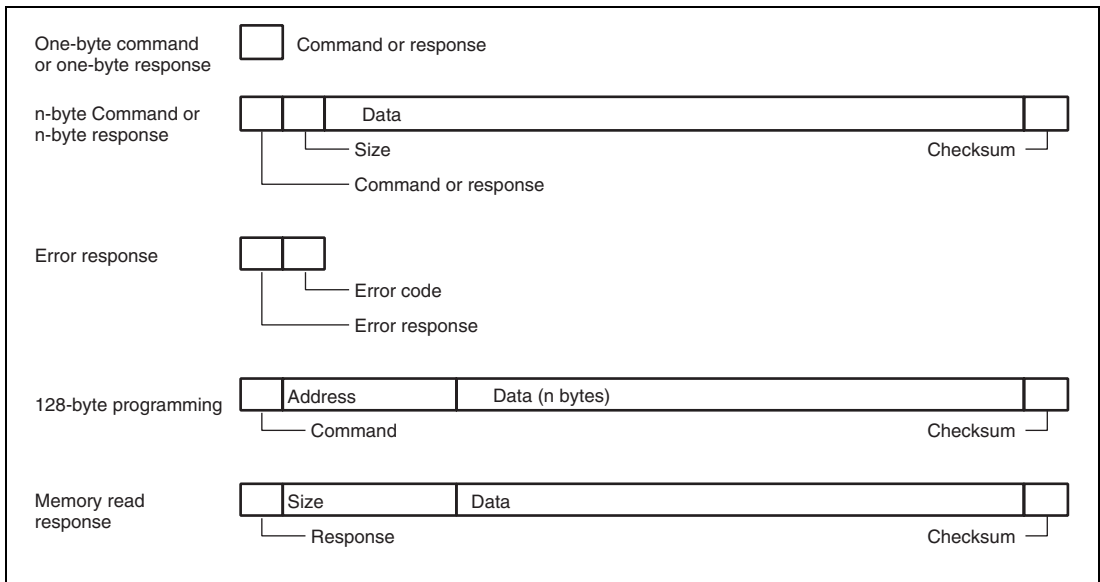 One-byte command
or one-byte response
Command or response
n-byte Command or
n-byte response
Data
Size
Checksum
Command or response
Error response
Error code
Error response
128-byte programming
Address
Data (n bytes)
Command
Checksum
Memory read
response
Size
Data
Response
Checksum